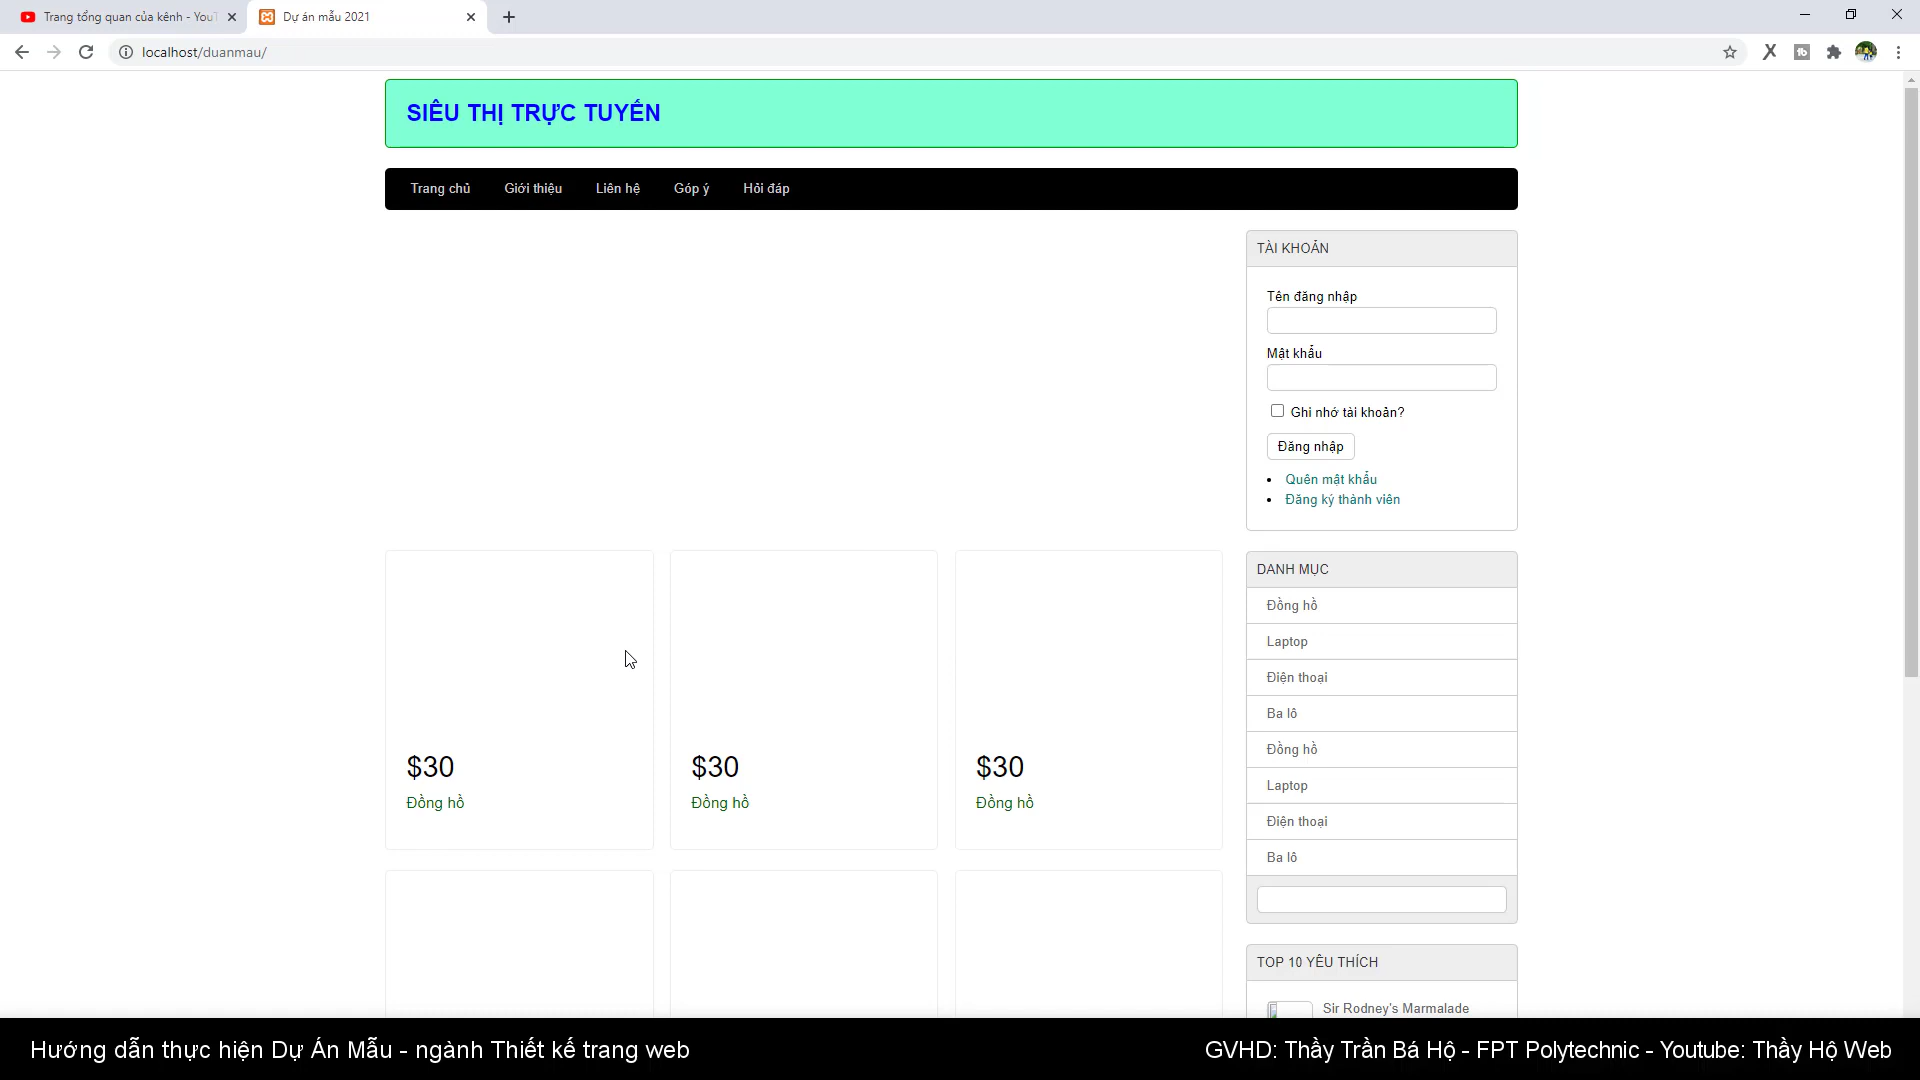 Trang tổng quan của kênh - YouT
Dự án mẫu 2021
localhost/duanmau/
SIÊU THỊ TRỰC TUYẾN
Trang chủ
Giới thiệu
Liên hệ
Góp ý
Hỏi đáp
TÀI KHOẢN
Tên đăng nhập
Mật khẩu
Ghi nhớ tài khoản?
Đăng nhập
Quên mật khẩu
Đăng ký thành viên
$30
Đồng hồ
$30
Đồng hồ
$30
Đồng hồ
DANH MỤC
Đồng hồ
Laptop
Điện thoại
Ba lô
Đồng hồ
Laptop
Điện thoại
Ba lô
TOP 10 YÊU THÍCH
Sir Rodney's Marmalade
Hướng dẫn thực hiện Dự Án Mẫu - ngành Thiết kế trang web
GVHD: Thầy Trần Bá Hộ - FPT Polytechnic - Youtube: Thầy Hộ Web